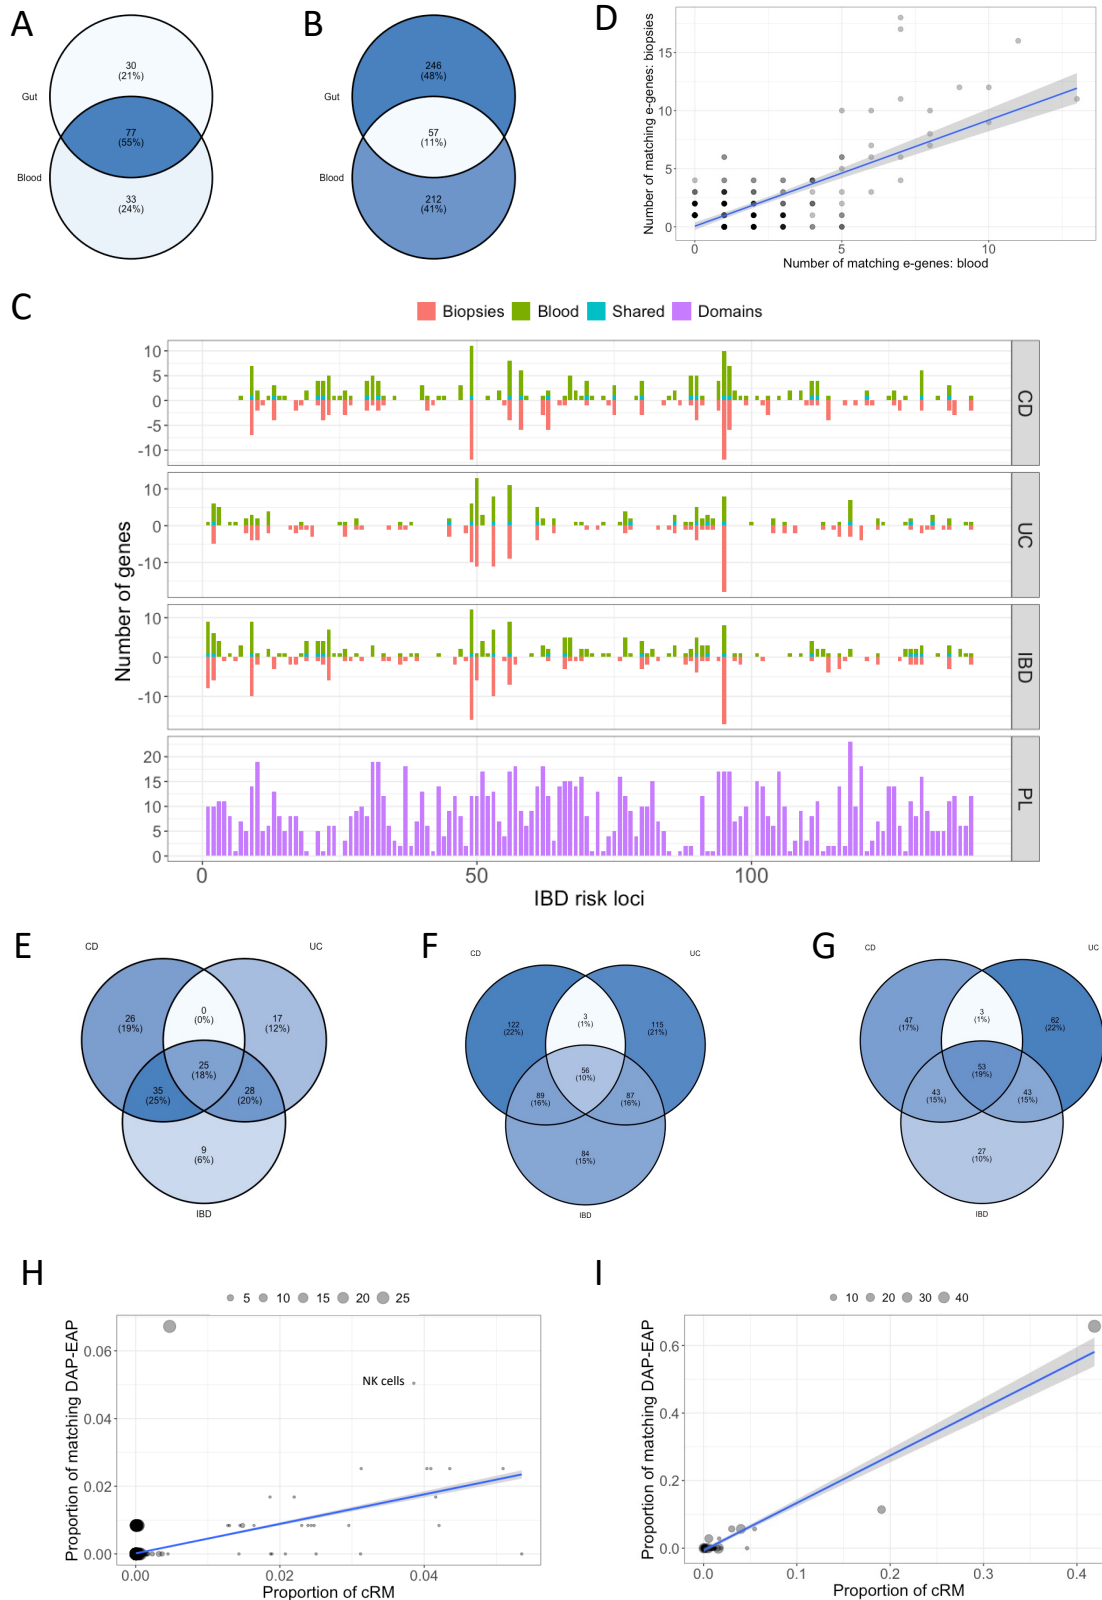 A
30
(21%)
Gut
77
(55%)
Blood
33
(24%)
B
246
(48%)
Gut
57
(11%)
Blood
212
(41%)
D
Number of matching e-genes: biopsies
15
10
5
0
0 5 10
Number of matching e-genes: blood
C
Biopsies Blood Shared Domains
Number of genes
10
5
0
-5
-10
CD
10
0
-10
UC
10
0
-10
IBD
20
15
10
5
0
PL
0 50 100
IBD risk loci
E
CD UC
26
(19%)
0
(0%)
17
(12%)
25
(18%)
35
(25%)
28
(20%)
9
(6%)
IBD
F
CD UC
122
(22%)
3
(1%)
115
(21%)
56
(10%)
89
(16%)
87
(16%)
84
(15%)
IBD
G
CD UC
47
(17%)
3
(1%)
62
(22%)
53
(19%)
43
(15%)
43
(15%)
27
(10%)
IBD
H
5 10 15 20 25
Proportion of matching DAP-EAP
0.06
0.04
0.02
0.00
NK cells
0.00 0.02 0.04
Proportion of cRM
I
10 20 30 40
Proportion of matching DAP-EAP
0.6
0.4
0.2
0.0
0.0 0.1 0.2 0.3 0.4
Proportion of cRM